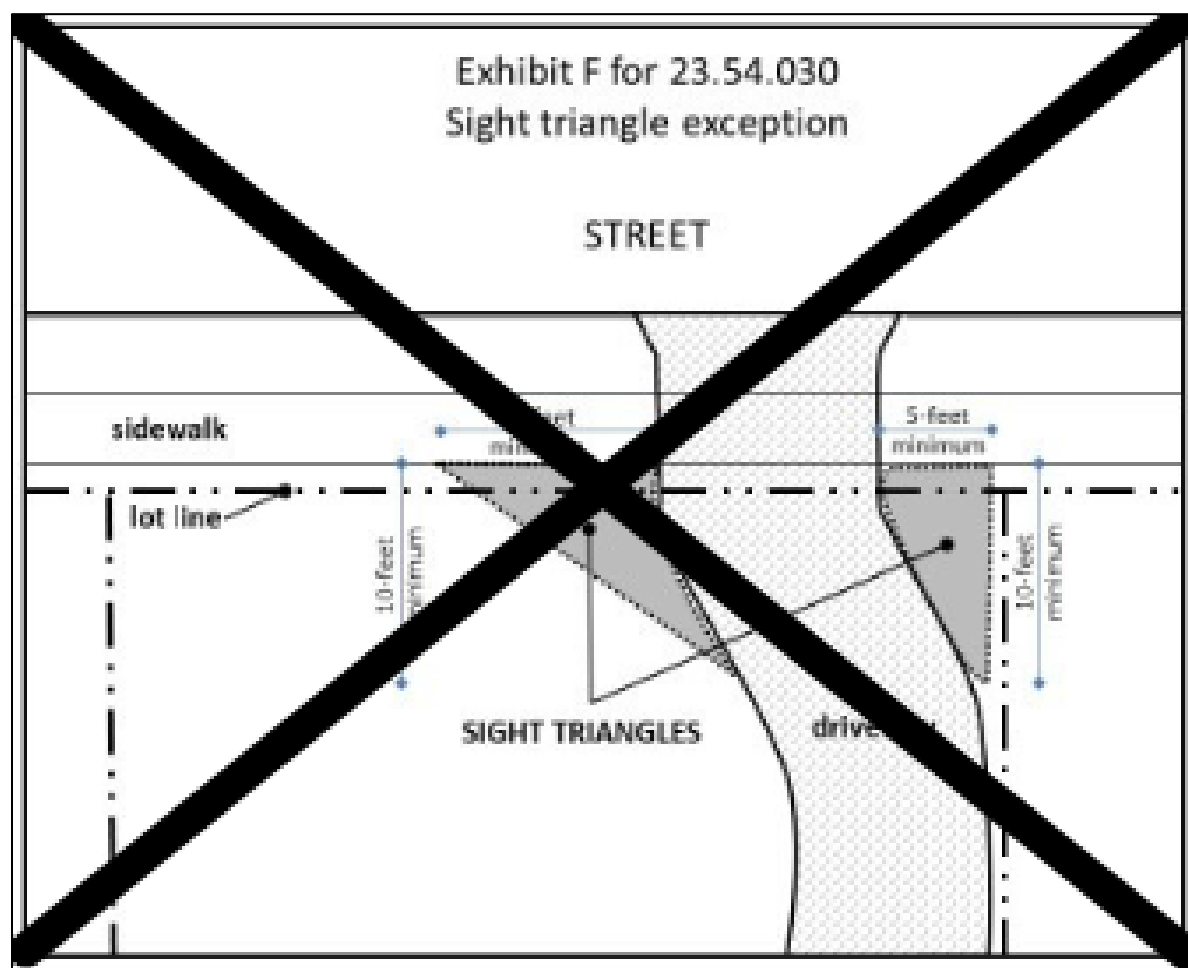 Exhibit F for 23.54.030
Sight triangle exception
STREET
sidewalk
5-feet
minimum
lot line
10-feet
minimum
10-feet
minimum
SIGHT TRIANGLES